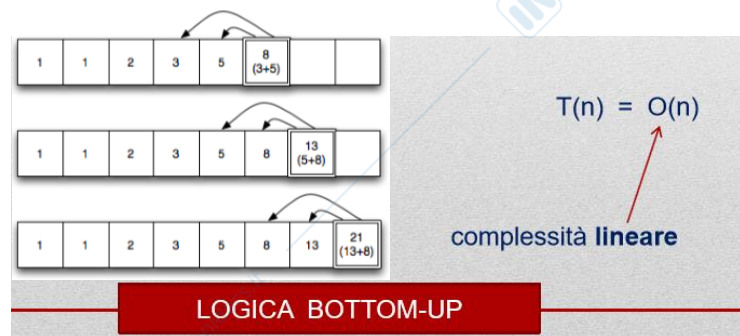 1 1 2 3 5 8
(3+5)
1 1 2 3 5 8 13
(5+8)
1 1 2 3 5 8 13 21
(13+8)
T(n) = O(n)
complessità lineare
LOGICA BOTTOM-UP